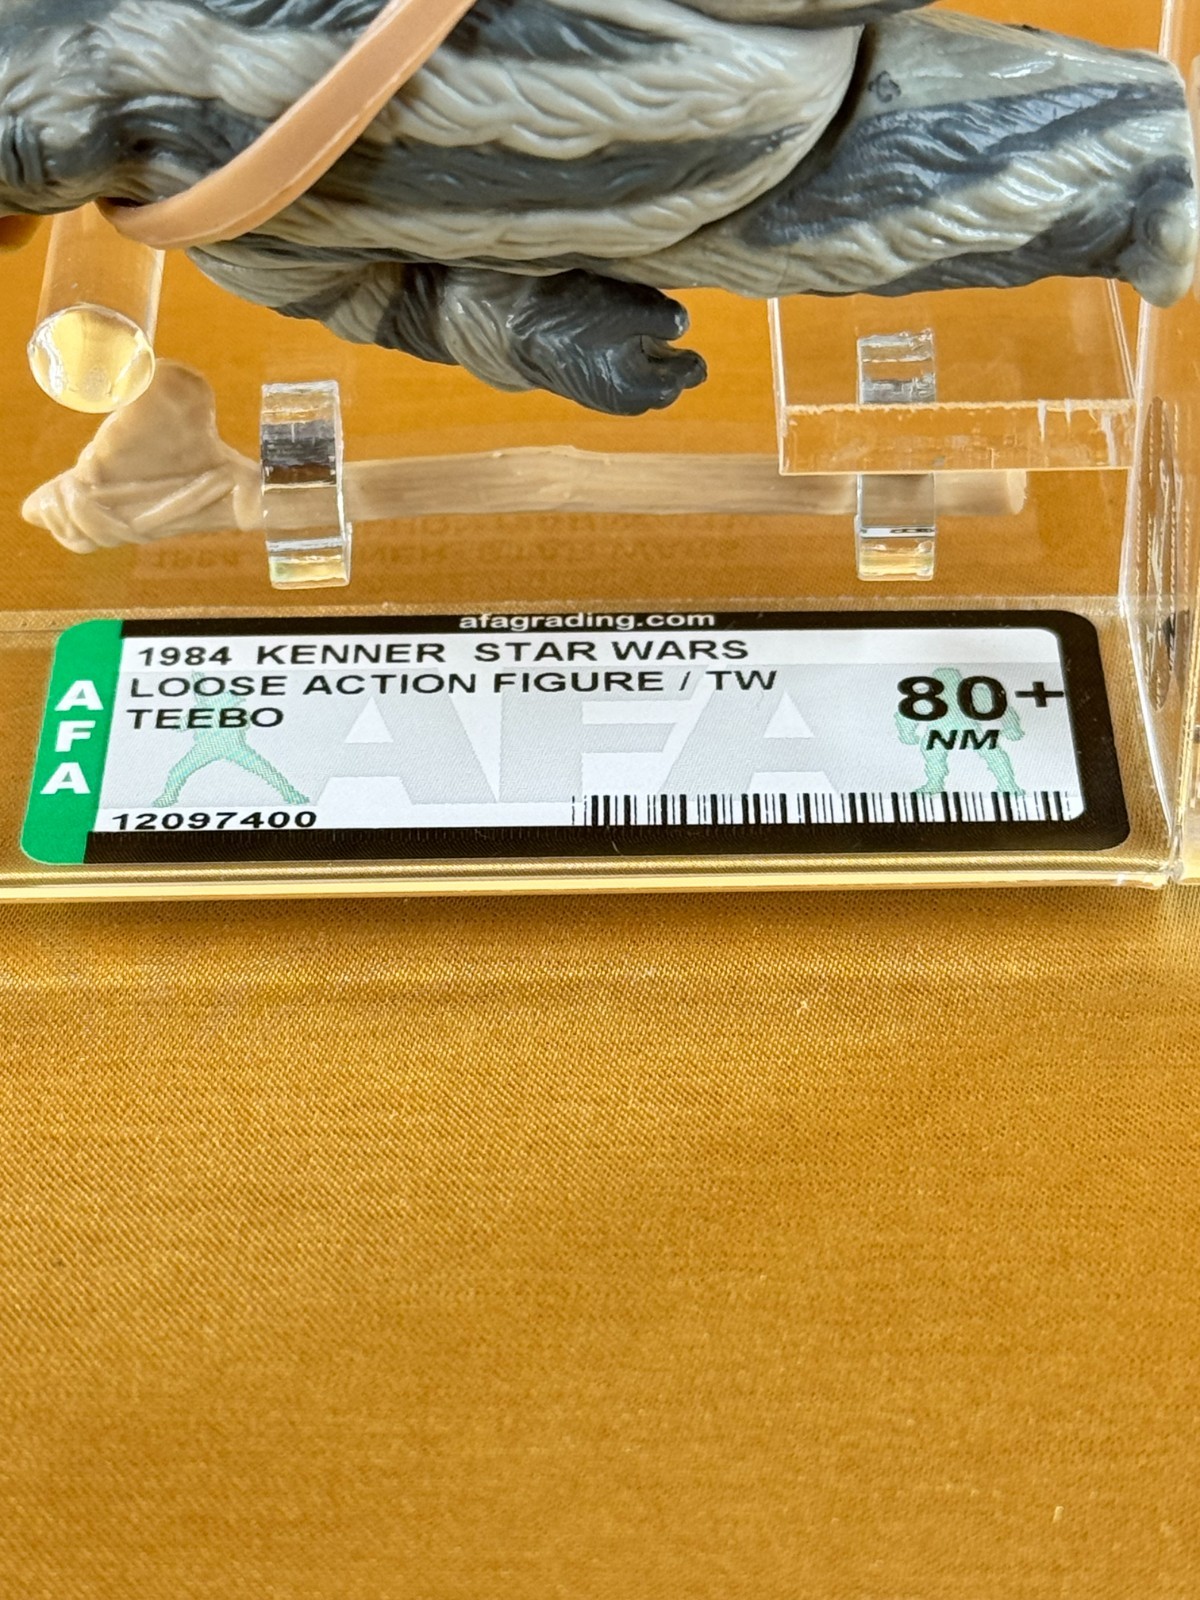 afagrading.com
AFA
1984 KENNER STAR WARS
LOOSE ACTION FIGURE / TW
TEEBO
80+
NM
AFA
12097400